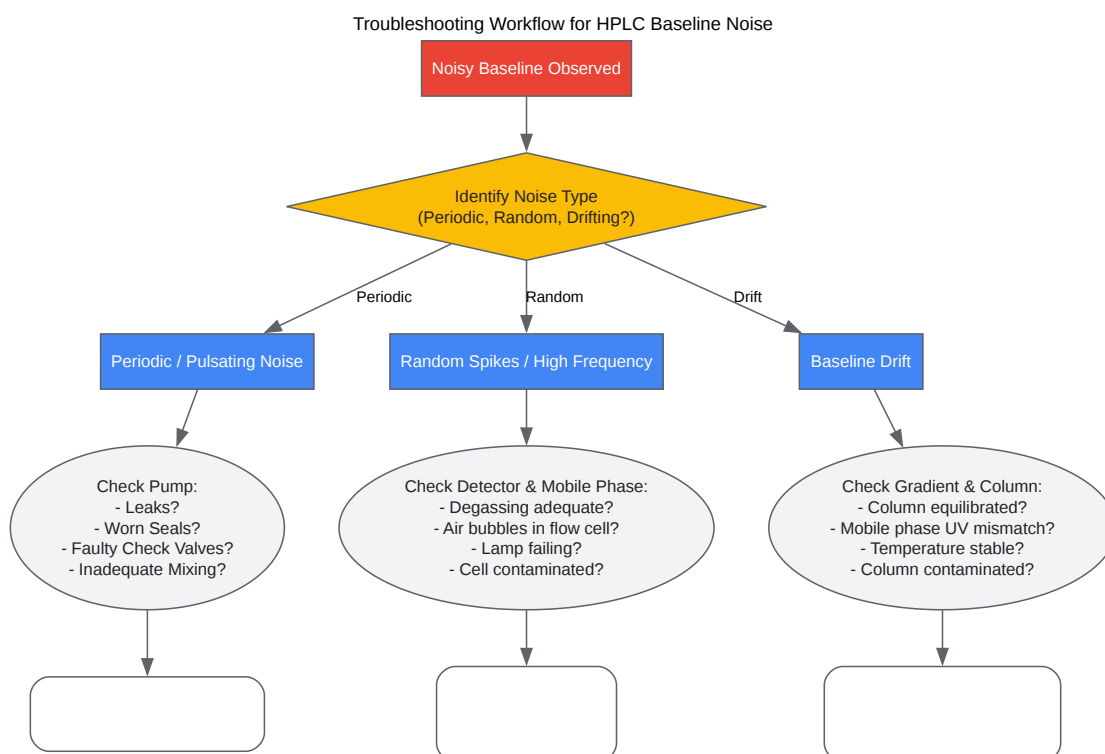 Troubleshooting Workflow for HPLC Baseline Noise
Noisy Baseline Observed
Identify Noise Type
(Periodic, Random, Drifting?)
Periodic
Random
Drift
Periodic / Pulsating Noise
Random Spikes / High Frequency
Baseline Drift
Check Pump:
- Leaks?
- Worn Seals?
- Faulty Check Valves?
- Inadequate Mixing?
Check Detector & Mobile Phase:
- Degassing adequate?
- Air bubbles in flow cell?
- Lamp failing?
- Cell contaminated?
Check Gradient & Column:
- Column equilibrated?
- Mobile phase UV mismatch?
- Temperature stable?
- Column contaminated?